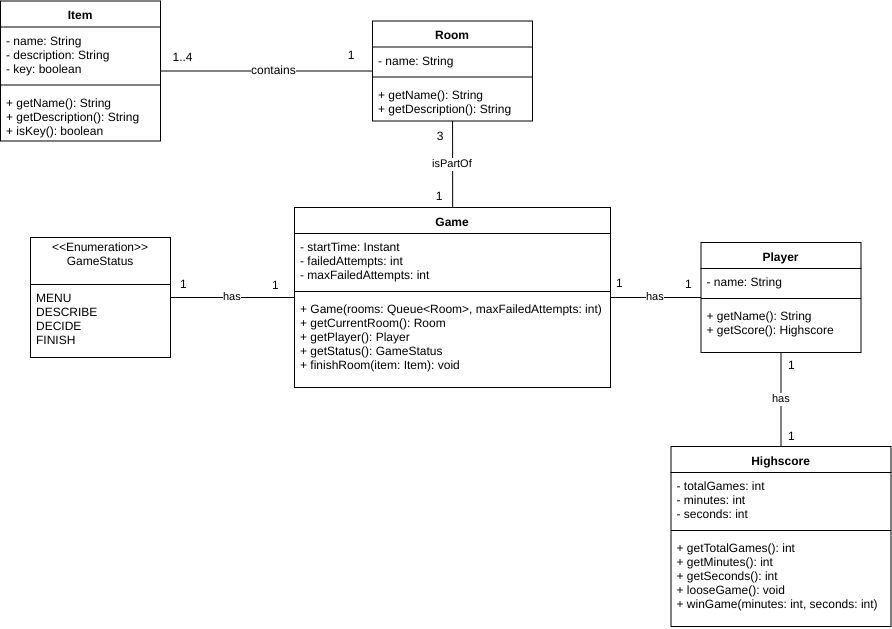 Item
- name: String
- description: String
- key: boolean
+ getName(): String
+ getDescription(): String
+ isKey(): boolean
1..4
contains
1
Room
- name: String
+ getName(): String
+ getDescription(): String
3
isPartOf
1
<<Enumeration>>
GameStatus
MENU
DESCRIBE
DECIDE
FINISH
1
has
1
Game
- startTime: Instant
- failedAttempts: int
- maxFailedAttempts: int
+ Game(rooms: Queue<Room>, maxFailedAttempts: int)
+ getCurrentRoom(): Room
+ getPlayer(): Player
+ getStatus(): GameStatus
+ finishRoom(item: Item): void
1
has
1
Player
- name: String
+ getName(): String
+ getScore(): Highscore
1
has
1
Highscore
- totalGames: int
- minutes: int
- seconds: int
+ getTotalGames(): int
+ getMinutes(): int
+ getSeconds(): int
+ looseGame(): void
+ winGame(minutes: int, seconds: int)